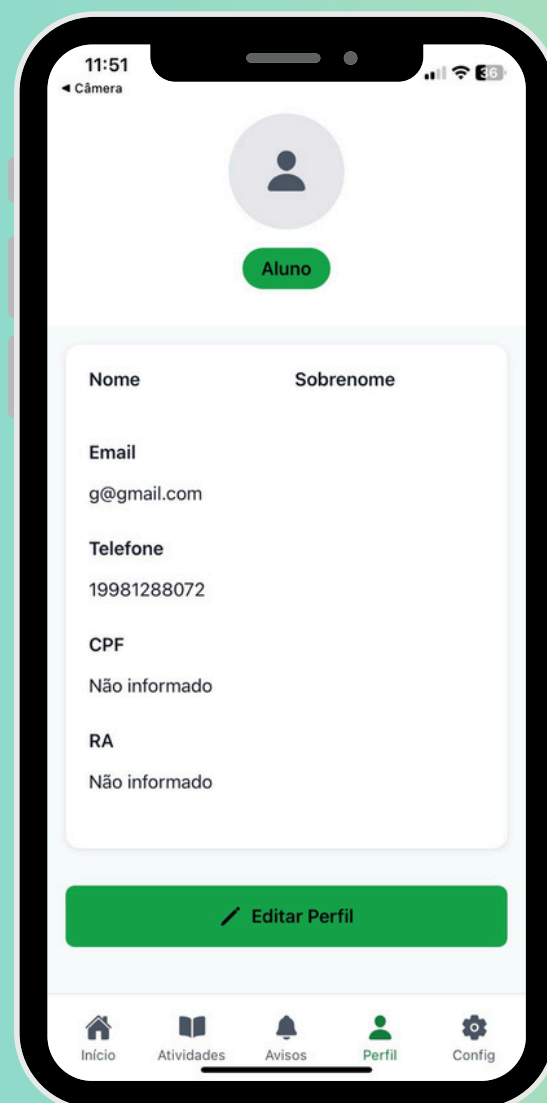 11:51
◀ Câmera
36
Aluno
Nome Sobrenome
Email
g@gmail.com
Telefone
19981288072
CPF
Não informado
RA
Não informado
Editar Perfil
Início Atividades Avisos Perfil Config